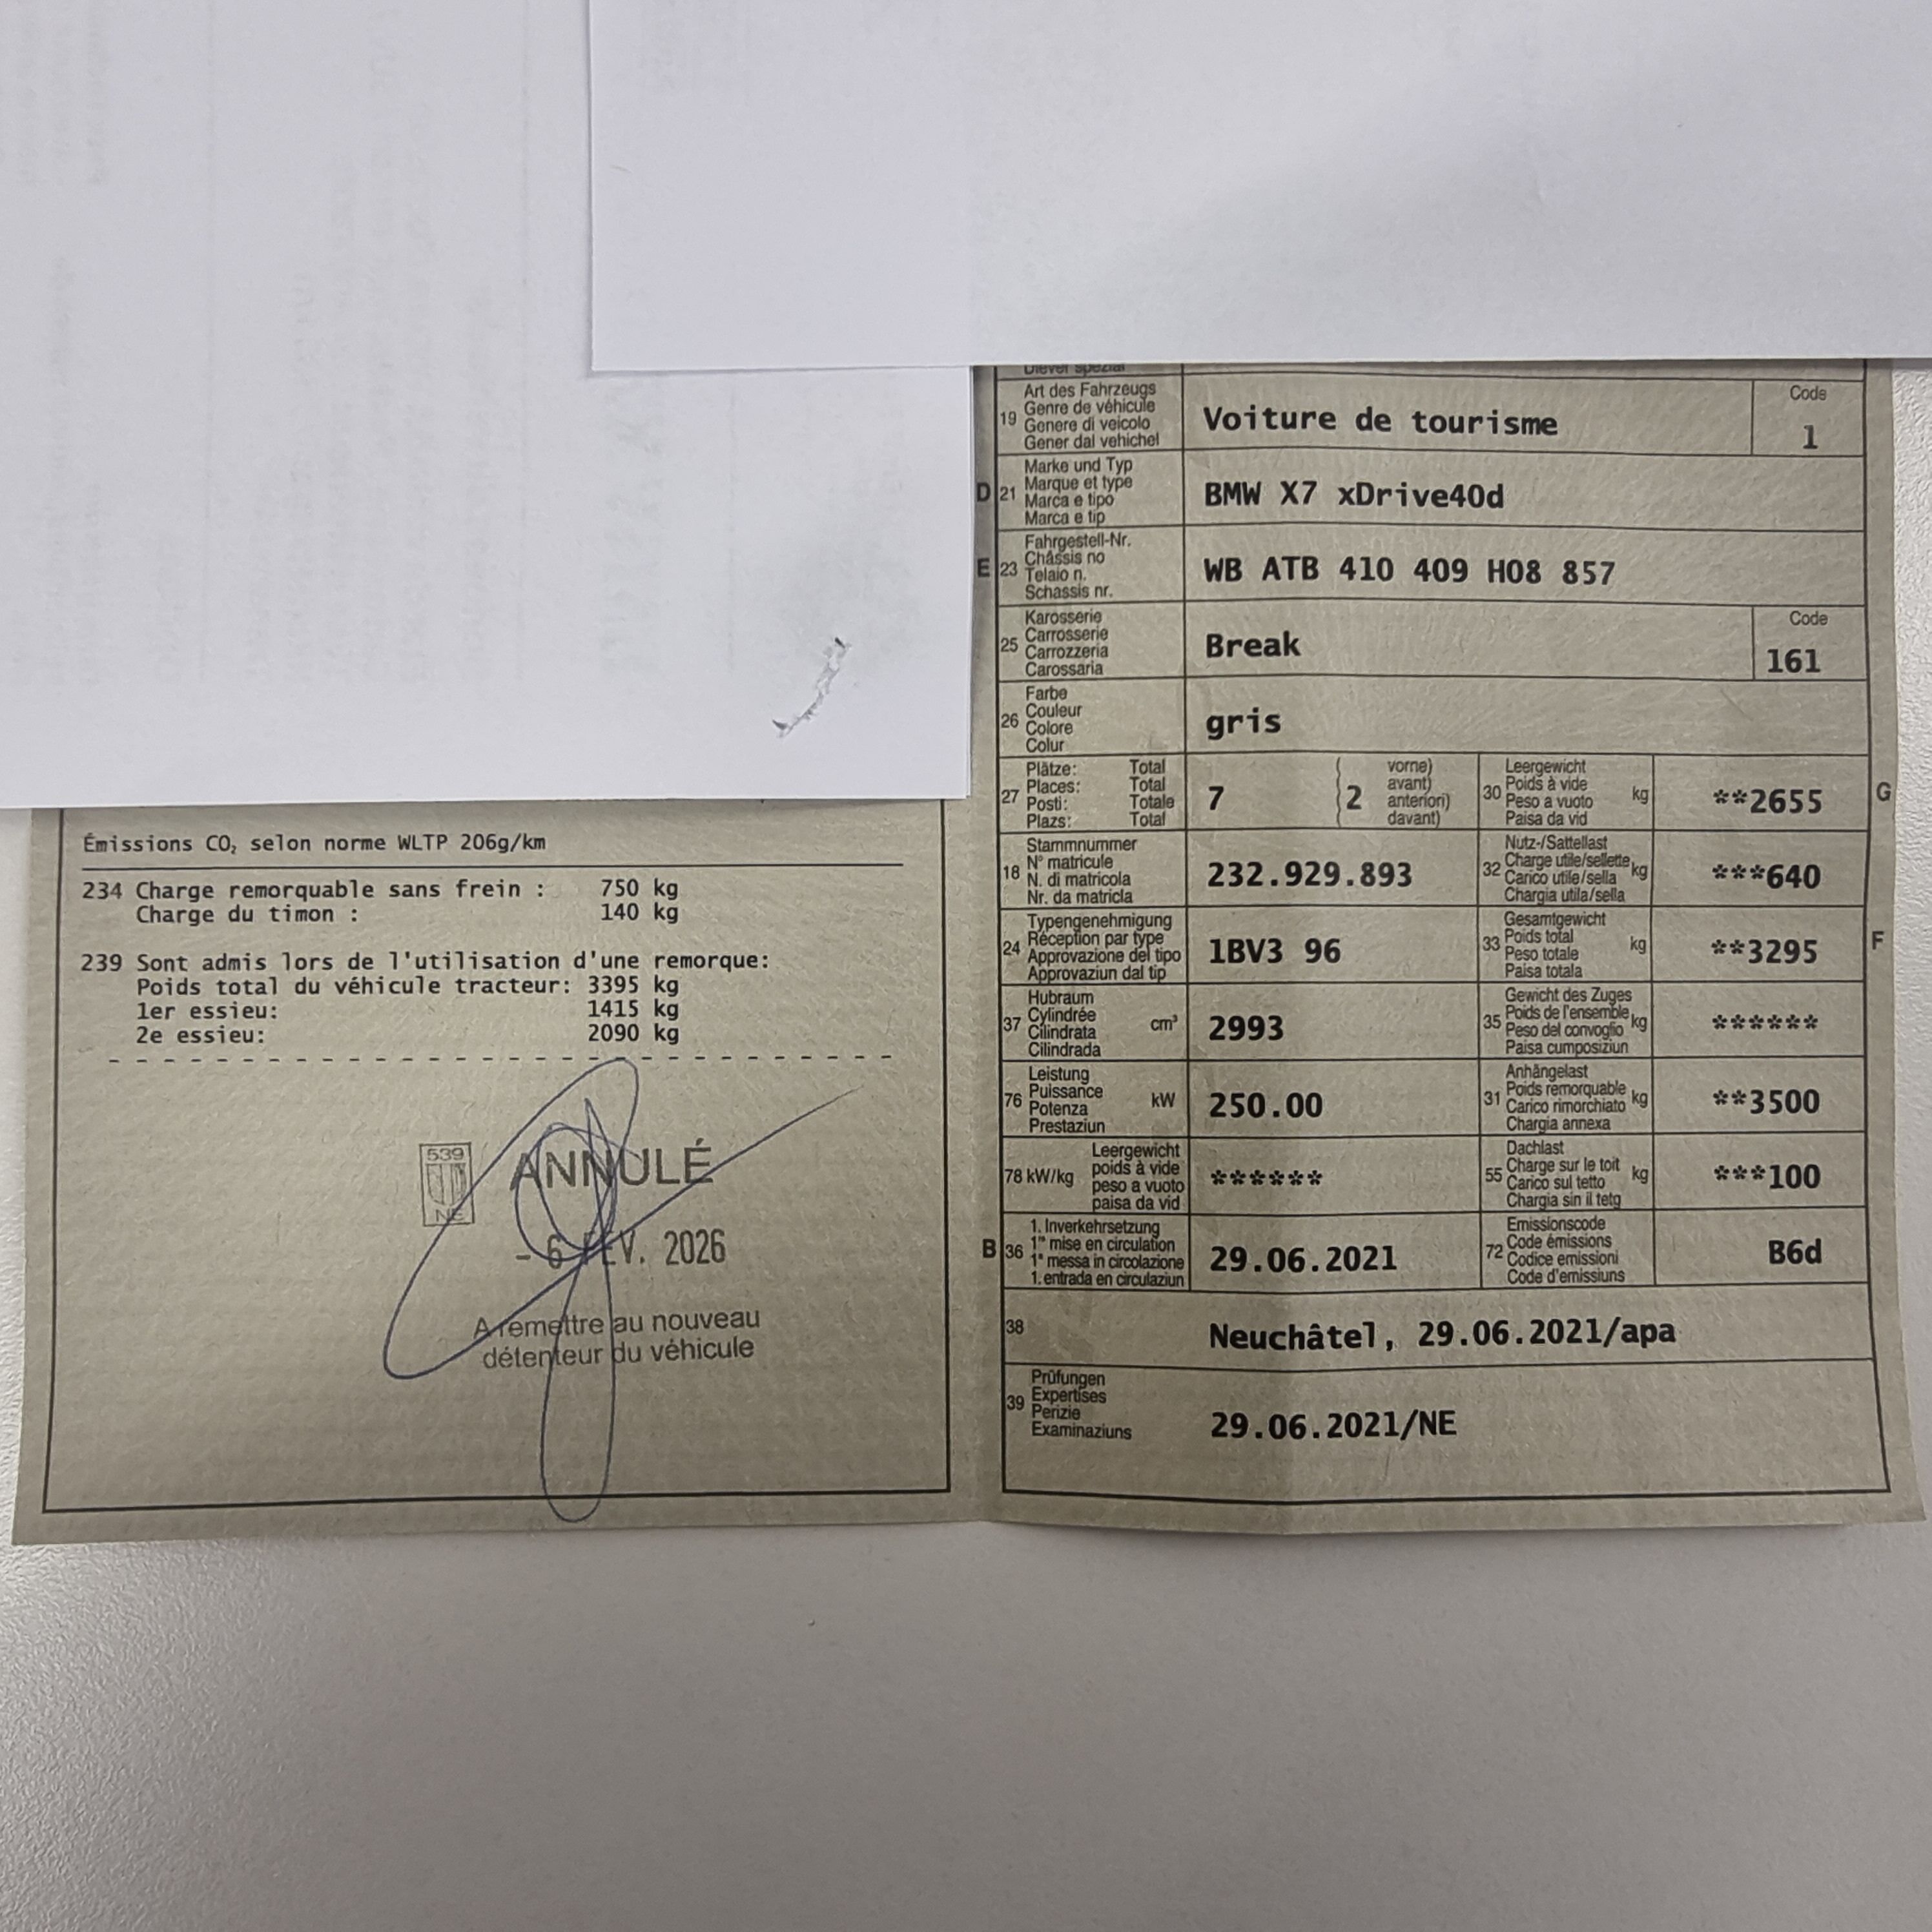 Émissions CO₂ selon norme WLTP 206g/km
234 Charge remorquable sans frein : 750 kg
Charge du timon : 140 kg
239 Sont admis lors de l'utilisation d'une remorque:
Poids total du véhicule tracteur: 3395 kg
1er essieu: 1415 kg
2e essieu: 2090 kg
539
NE
ANNULÉ
- 6 FEV. 2026
A remettre au nouveau
détenteur du véhicule
19
Art des Fahrzeugs
Genre de véhicule
Genere di veicolo
Gener dal vehichel
Voiture de tourisme
Code
1
D 21
Marke und Typ
Marque et type
Marca e tipo
Marca e tip
BMW X7 xDrive40d
E 23
Fahrgestell-Nr.
Châssis no
Telaio n.
Schassis nr.
WB ATB 410 409 H08 857
25
Karosserie
Carrosserie
Carrozzeria
Carossaria
Break
Code
161
26
Farbe
Couleur
Colore
Colur
gris
27
Plätze: Total
Places: Total
Posti: Totale
Plazs: Total
7
( vorne)
( 2 avant)
anteriori)
( davant)
30
Leergewicht
Poids à vide
Peso a vuoto
Paisa da vid
kg
**2655
G
18
Stammnummer
N° matricule
N. di matricola
Nr. da matricla
232.929.893
32
Nutz-/Sattellast
Charge utile/sellette
Carico utile/sella
Chargia utila/sella
kg
***640
24
Typengenehmigung
Réception par type
Approvazione del tipo
Approvaziun dal tip
1BV3 96
33
Gesamtgewicht
Poids total
Peso totale
Paisa totala
kg
**3295
F
37
Hubraum
Cylindrée
Cilindrata
Cilindrada
cm³
2993
35
Gewicht des Zuges
Poids de l'ensemble
Peso del convoglio
Paisa cumposiziun
kg
******
76
Leistung
Puissance
Potenza
Prestaziun
kW
250.00
31
Anhängelast
Poids remorquable
Carico rimorchiato
Chargia annexa
kg
**3500
78 kW/kg
Leergewicht
poids à vide
peso a vuoto
paisa da vid
******
55
Dachlast
Charge sur le toit
Carico sul tetto
Chargia sin il tetg
kg
***100
B 36
1. Inverkehrsetzung
1re mise en circulation
1a messa in circolazione
1. entrada en circulaziun
29.06.2021
72
Emissionscode
Code émissions
Codice emissioni
Code d'emissiuns
B6d
38
Neuchâtel, 29.06.2021/apa
39
Prüfungen
Expertises
Perizie
Examinaziuns
29.06.2021/NE